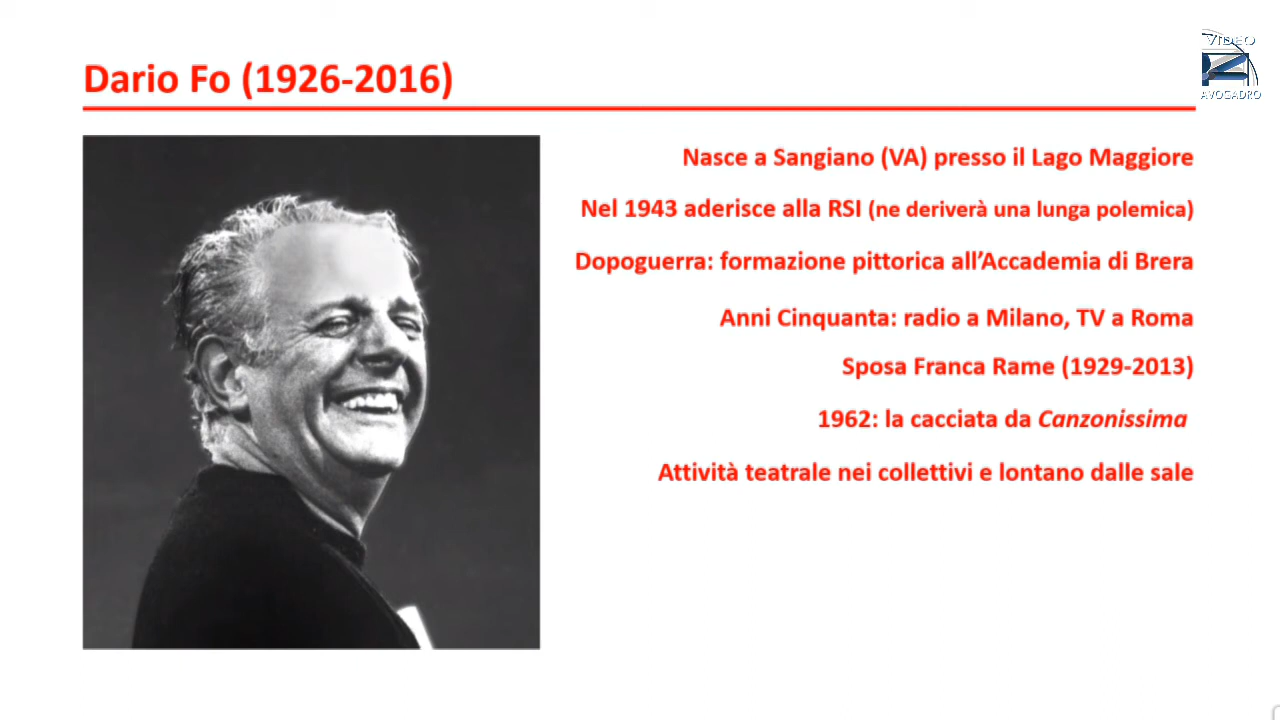 Dario Fo (1926-2016)
VIDEO
AVOGADRO
Nasce a Sangiano (VA) presso il Lago Maggiore
Nel 1943 aderisce alla RSI (ne deriverà una lunga polemica)
Dopoguerra: formazione pittorica all’Accademia di Brera
Anni Cinquanta: radio a Milano, TV a Roma
Sposa Franca Rame (1929-2013)
1962: la cacciata da Canzonissima
Attività teatrale nei collettivi e lontano dalle sale